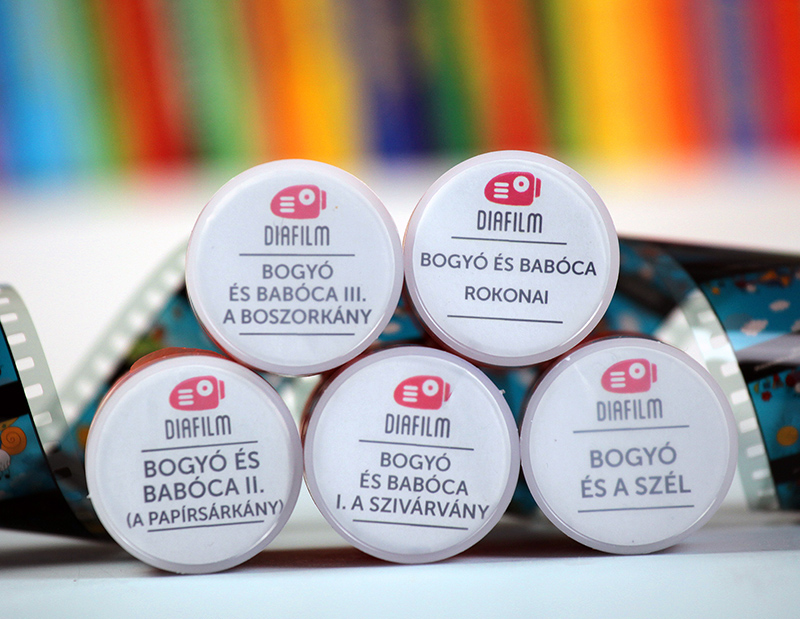 DIAFILM
BOGYÓ
ÉS BABÓCA III.
A BOSZORKÁNY
DIAFILM
BOGYÓ ÉS BABÓCA
ROKONAI
DIAFILM
BOGYÓ ÉS
BABÓCA II.
(A PAPÍRSÁRKÁNY)
DIAFILM
BOGYÓ
ÉS BABÓCA
I. A SZIVÁRVÁNY
DIAFILM
BOGYÓ
ÉS A SZÉL